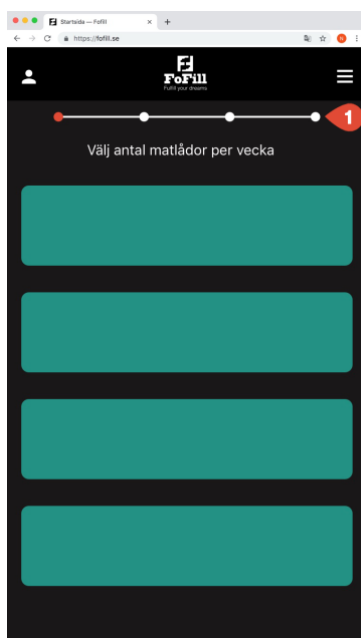 Startsida — FoFill
https://fofill.se
FoFill
Fulfill your dreams
1
Välj antal matlådor per vecka